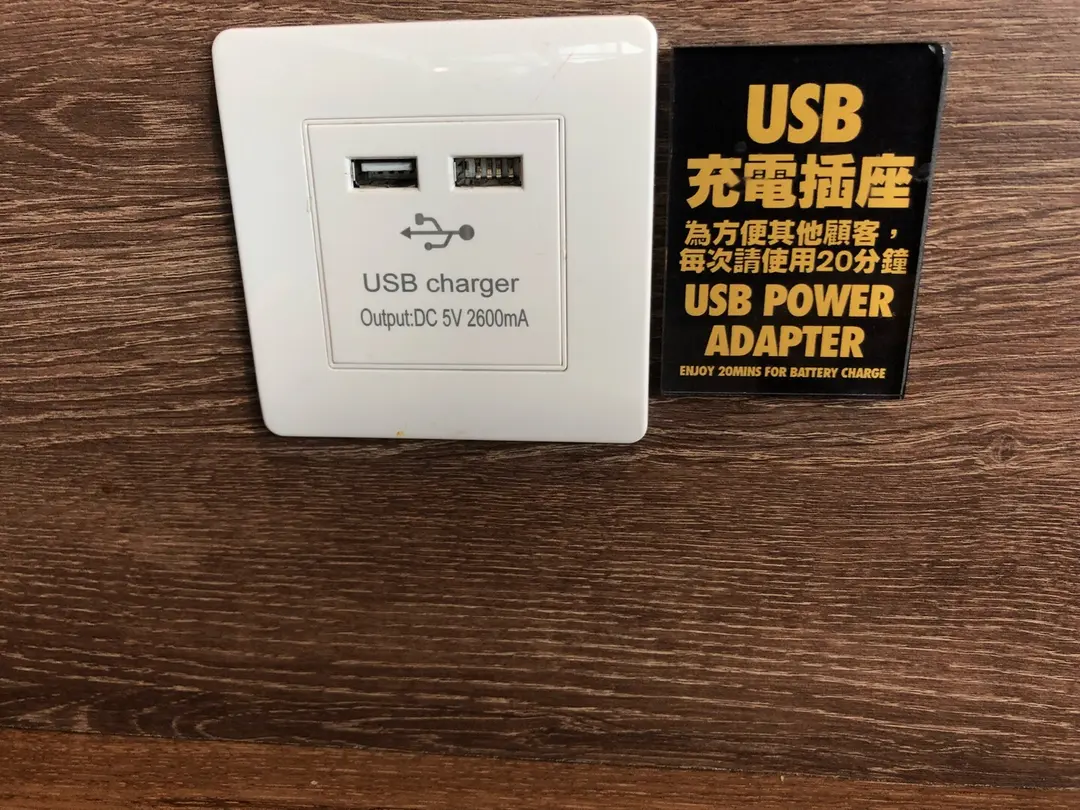 USB charger
Output:DC 5V 2600mA
USB
充電插座
為方便其他顧客，
每次請使用20分鐘
USB POWER
ADAPTER
ENJOY 20MINS FOR BATTERY CHARGE